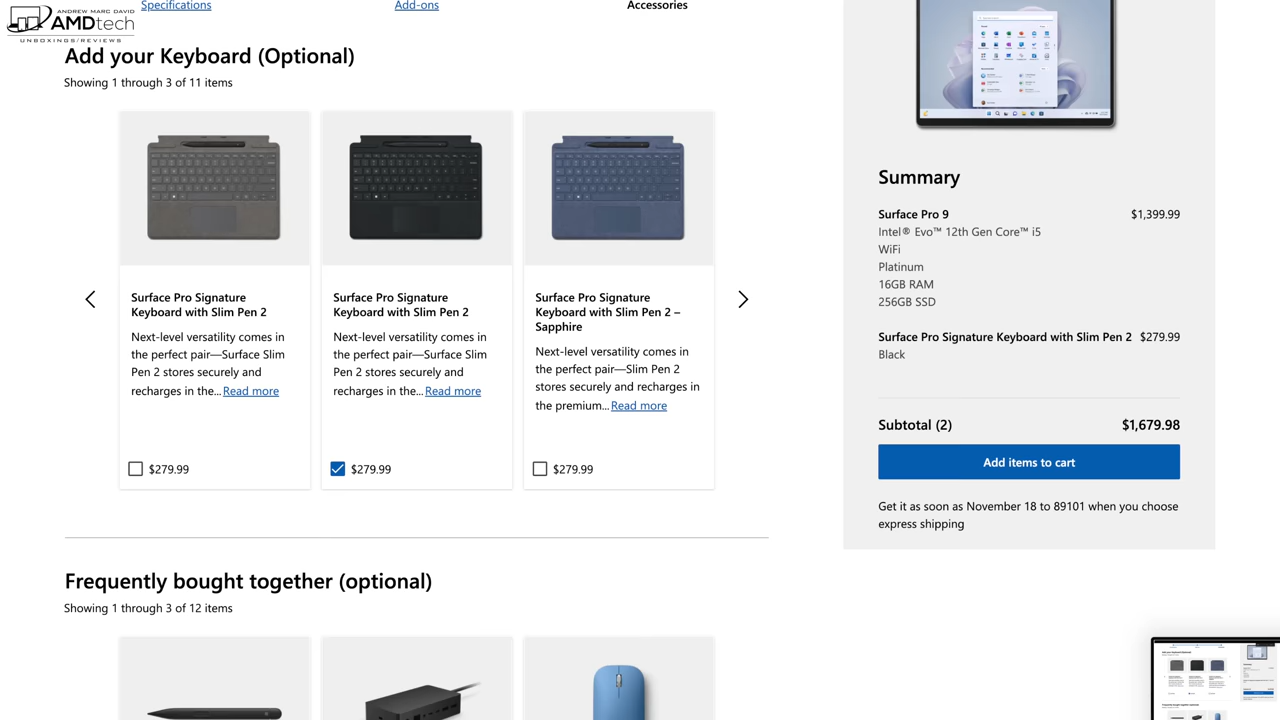 ANDREW MARC DAVID
AMDtech
UNBOXINGS/REVIEWS
Specifications
Add-ons
Accessories
Add your Keyboard (Optional)
Showing 1 through 3 of 11 items
Surface Pro Signature
Keyboard with Slim Pen 2
Next-level versatility comes in
the perfect pair—Surface Slim
Pen 2 stores securely and
recharges in the... Read more
$279.99
Surface Pro Signature
Keyboard with Slim Pen 2
Next-level versatility comes in
the perfect pair—Surface Slim
Pen 2 stores securely and
recharges in the... Read more
$279.99
Surface Pro Signature
Keyboard with Slim Pen 2 –
Sapphire
Next-level versatility comes in
the perfect pair—Slim Pen 2
stores securely and recharges in
the premium... Read more
$279.99
Frequently bought together (optional)
Showing 1 through 3 of 12 items
Summary
Surface Pro 9 $1,399.99
Intel® Evo™ 12th Gen Core™ i5
WiFi
Platinum
16GB RAM
256GB SSD
Surface Pro Signature Keyboard with Slim Pen 2 $279.99
Black
Subtotal (2) $1,679.98
Add items to cart
Get it as soon as November 18 to 89101 when you choose
express shipping